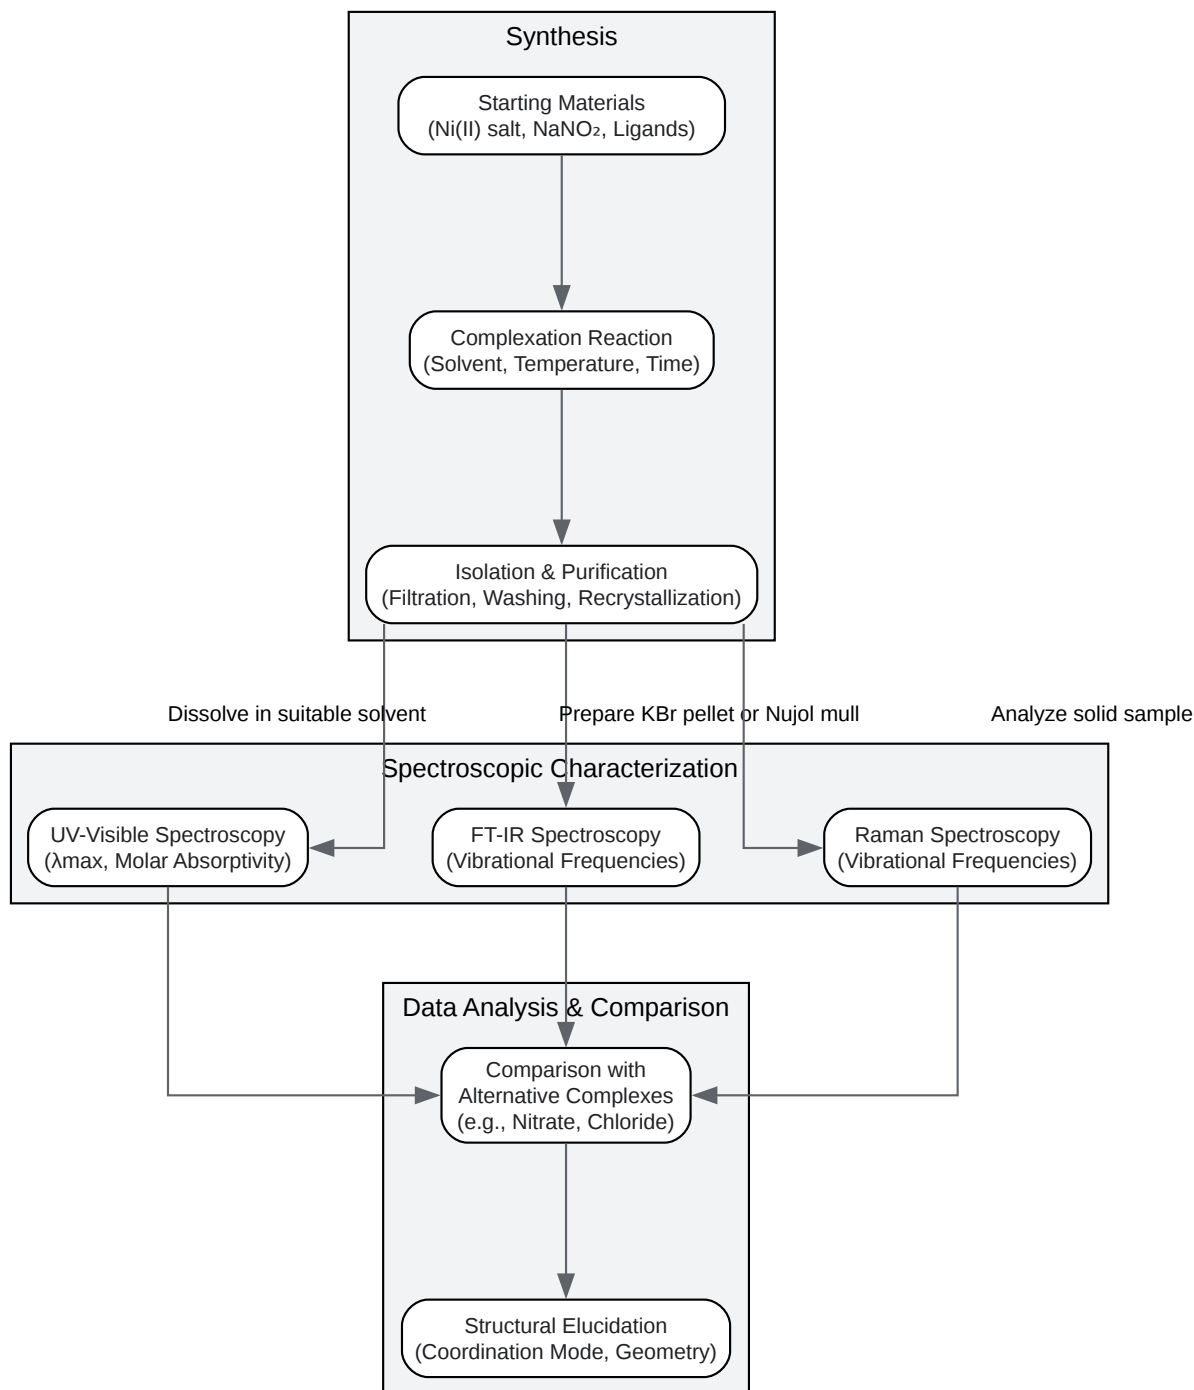 Synthesis
Starting Materials
(Ni(II) salt, NaNO₂, Ligands)
Complexation Reaction
(Solvent, Temperature, Time)
Isolation & Purification
(Filtration, Washing, Recrystallization)
Dissolve in suitable solvent
Prepare KBr pellet or Nujol mull
Analyze solid sample
Spectroscopic Characterization
UV-Visible Spectroscopy
(λmax, Molar Absorptivity)
FT-IR Spectroscopy
(Vibrational Frequencies)
Raman Spectroscopy
(Vibrational Frequencies)
Data Analysis & Comparison
Comparison with
Alternative Complexes
(e.g., Nitrate, Chloride)
Structural Elucidation
(Coordination Mode, Geometry)